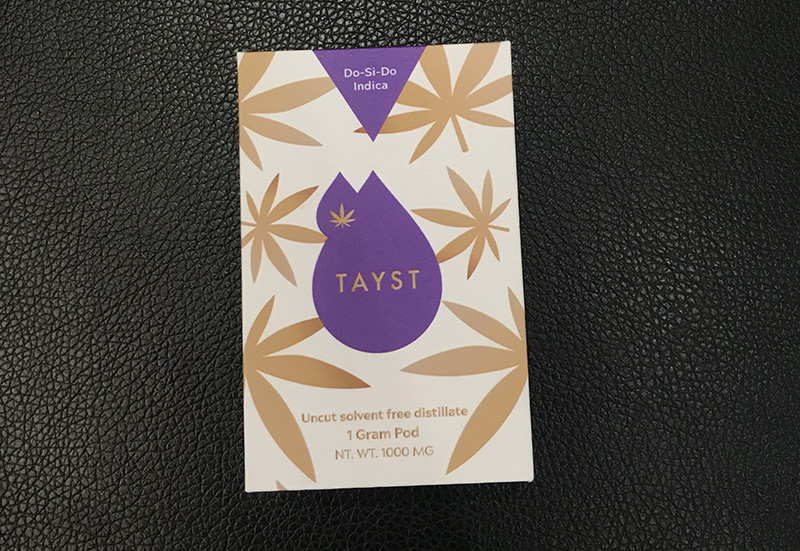 Do-Si-Do
Indica
TAYST
Uncut solvent free distillate
1 Gram Pod
NT. WT. 1000 MG